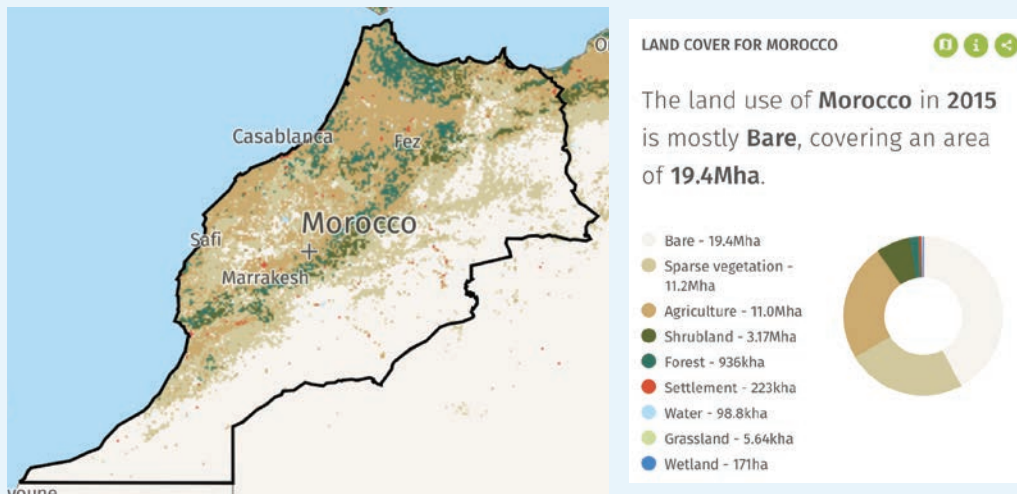 Casablanca
Fez
Morocco
Safi
Marrakesh
LAND COVER FOR MOROCCO
The land use of Morocco in 2015
is mostly Bare, covering an area
of 19.4Mha.
Bare - 19.4Mha
Sparse vegetation -
11.2Mha
Agriculture - 11.0Mha
Shrubland - 3.17Mha
Forest - 936kha
Settlement - 223kha
Water - 98.8kha
Grassland - 5.64kha
Wetland - 171ha